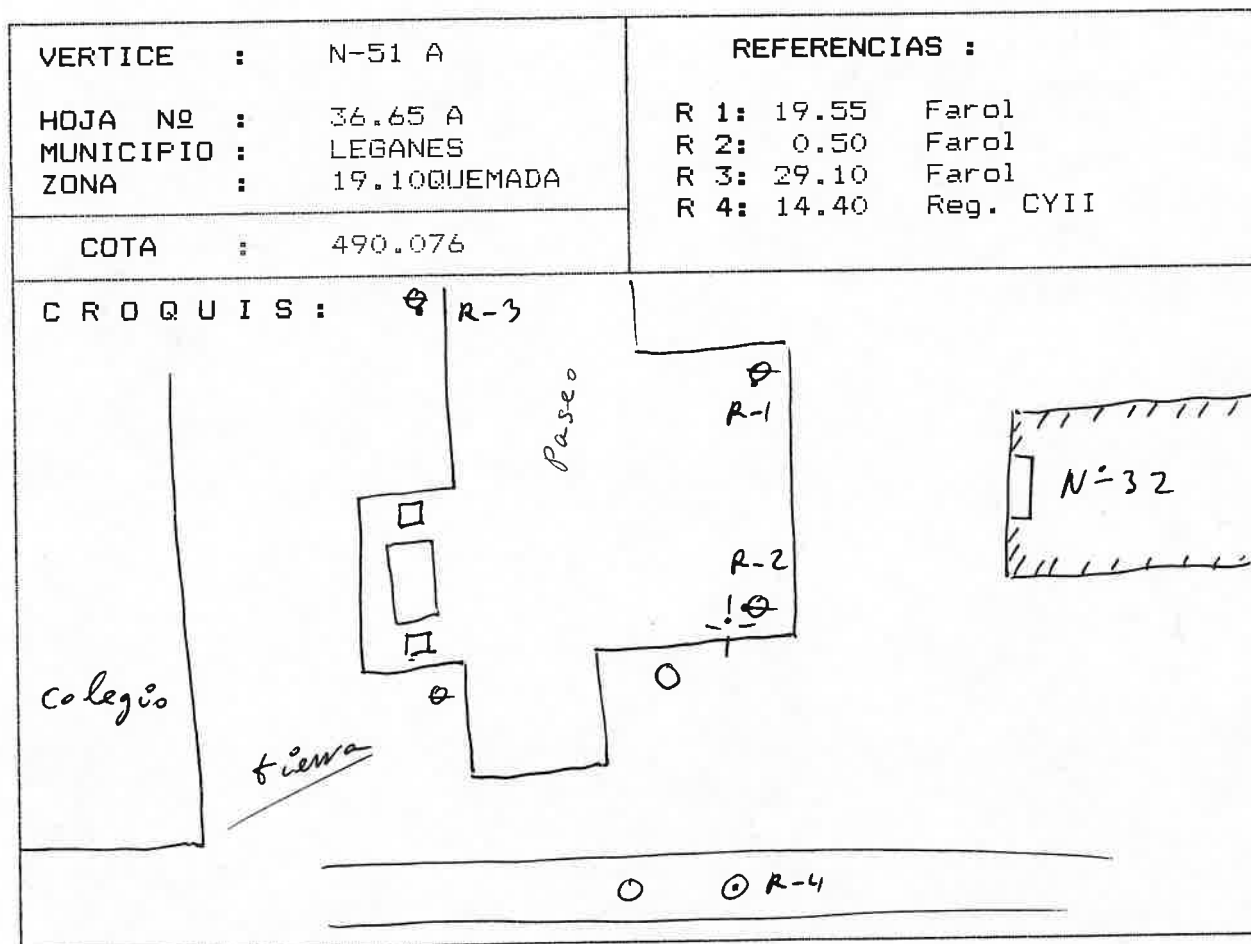 VERTICE : N-51 A
HOJA Nº : 36.65 A
MUNICIPIO : LEGANES
ZONA : 19.10QUEMADA
COTA : 490.076
REFERENCIAS :
R 1: 19.55 Farol
R 2: 0.50 Farol
R 3: 29.10 Farol
R 4: 14.40 Reg. CYII
CROQUIS:
R-3
Paseo
R-1
Nº 32
R-2
colegio
tierra
R-4